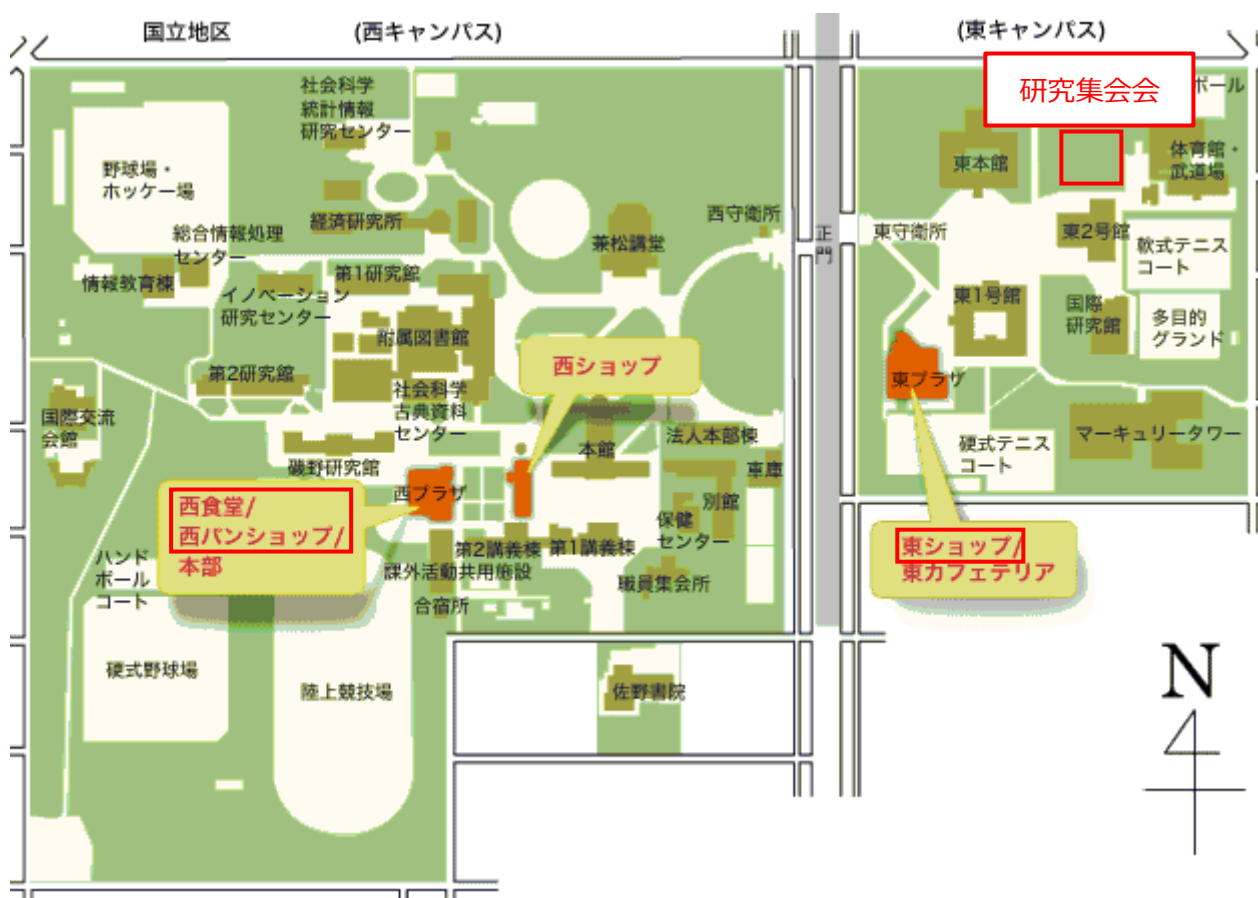 国立地区
(西キャンパス)
(東キャンパス)
研究集会会
ボール
社会科学
統計情報
研究センター
野球場・
ホッケー場
東本館
体育館・
武道場
経済研究所
西守衛所
正門
東守衛所
東2号館
総合情報処理
センター
兼松講堂
軟式テニス
コート
情報教育棟
第1研究館
イノベーション
研究センター
東1号館
国際
研究館
多目的
グランド
附属図書館
西ショップ
第2研究館
東プラザ
社会科学
古典資料
センター
国際交流
会館
本館
法人本部棟
マーキュリータワー
硬式テニス
コート
磯野研究館
車庫
西プラザ
別館
西食堂/
西パンショップ/
本部
保健
センター
第2講義棟
第1講義棟
東ショップ/
東カフェテリア
ハンド
ボール
コート
課外活動共用施設
職員集会所
合宿所
硬式野球場
陸上競技場
佐野書院
N